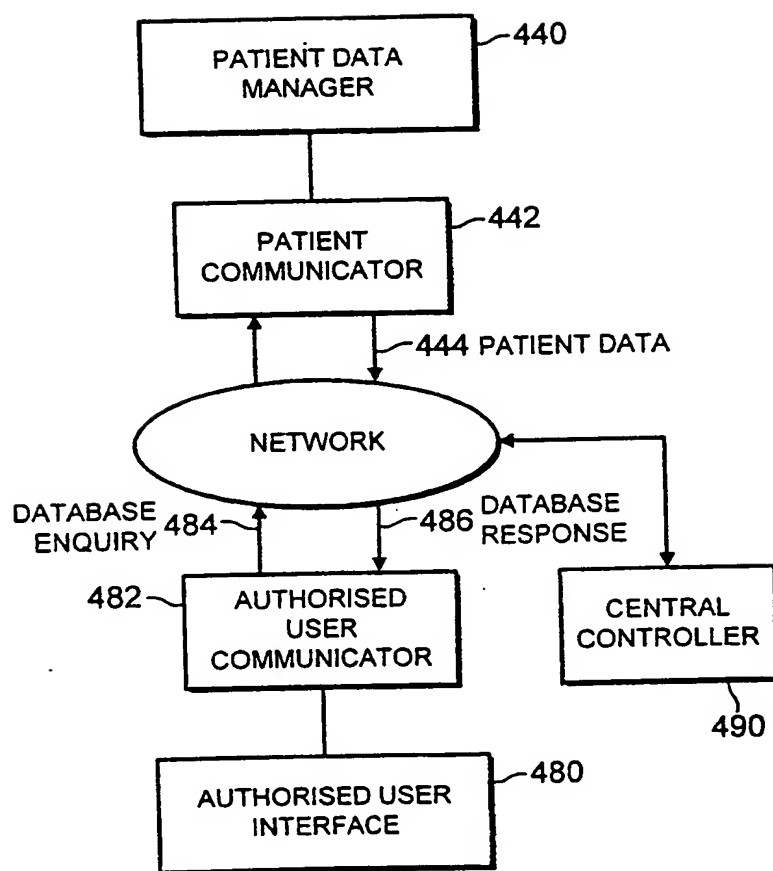 440
PATIENT DATA
MANAGER
442
PATIENT
COMMUNICATOR
444 PATIENT DATA
NETWORK
DATABASE
ENQUIRY 484
486 DATABASE
RESPONSE
482
AUTHORISED
USER
COMMUNICATOR
CENTRAL
CONTROLLER
490
480
AUTHORISED USER
INTERFACE